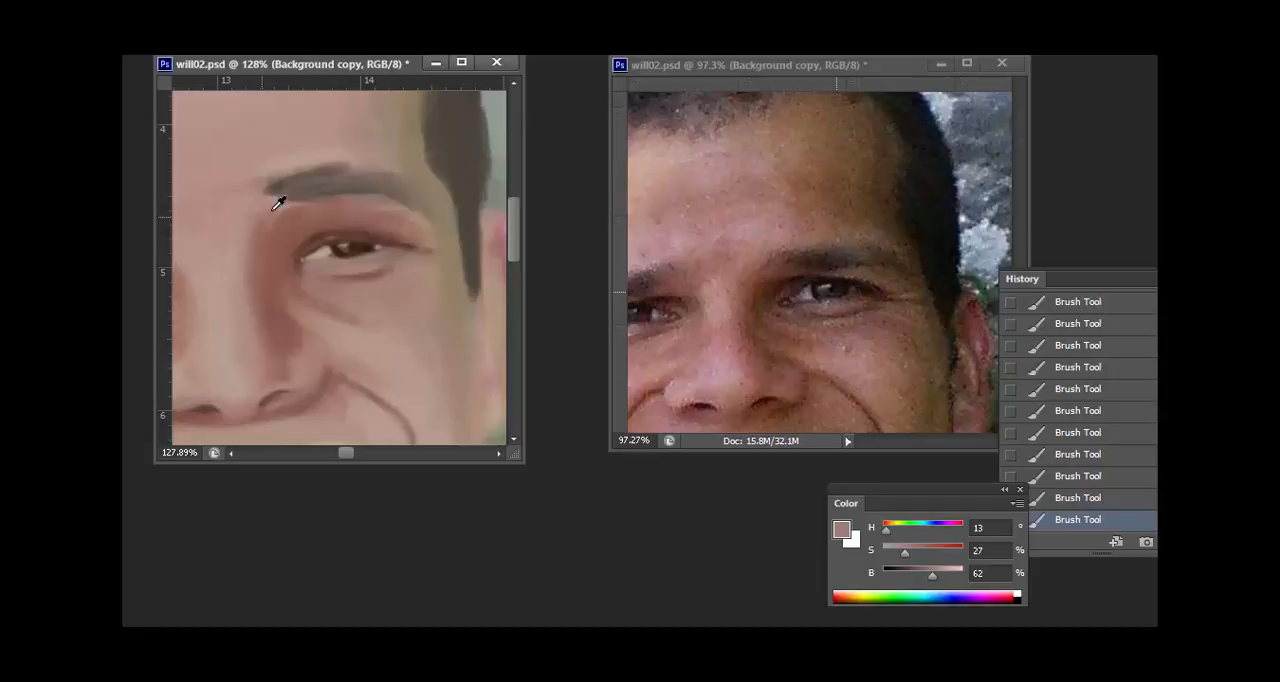 Ps will02.psd @ 128% (Background copy, RGB/8) *
13 14
4
5
6
127.89%
Ps will02.psd @ 97.3% (Background copy, RGB/8) *
97.27% Doc: 15.8M/32.1M
History
Brush Tool
Brush Tool
Brush Tool
Brush Tool
Brush Tool
Brush Tool
Brush Tool
Brush Tool
Brush Tool
Brush Tool
Brush Tool
Color
H 13 °
S 27 %
B 62 %